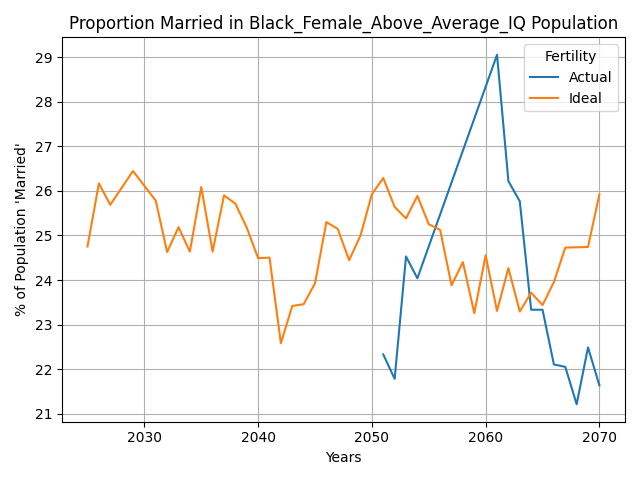 Proportion Married in Black_Female_Above_Average_IQ Population
Fertility
Actual
Ideal
% of Population 'Married'
29
28
27
26
25
24
23
22
21
2030
2040
2050
2060
2070
Years